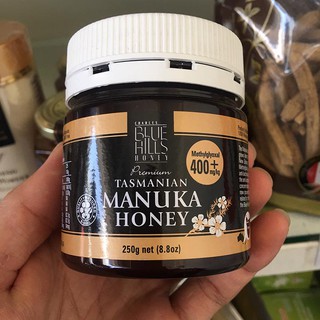 CHARLES
BLUE
HILLS
HONEY
Premium
TASMANIAN
MANUKA
HONEY
Methylglyoxal
400+
mg/kg
250g net (8.8oz)